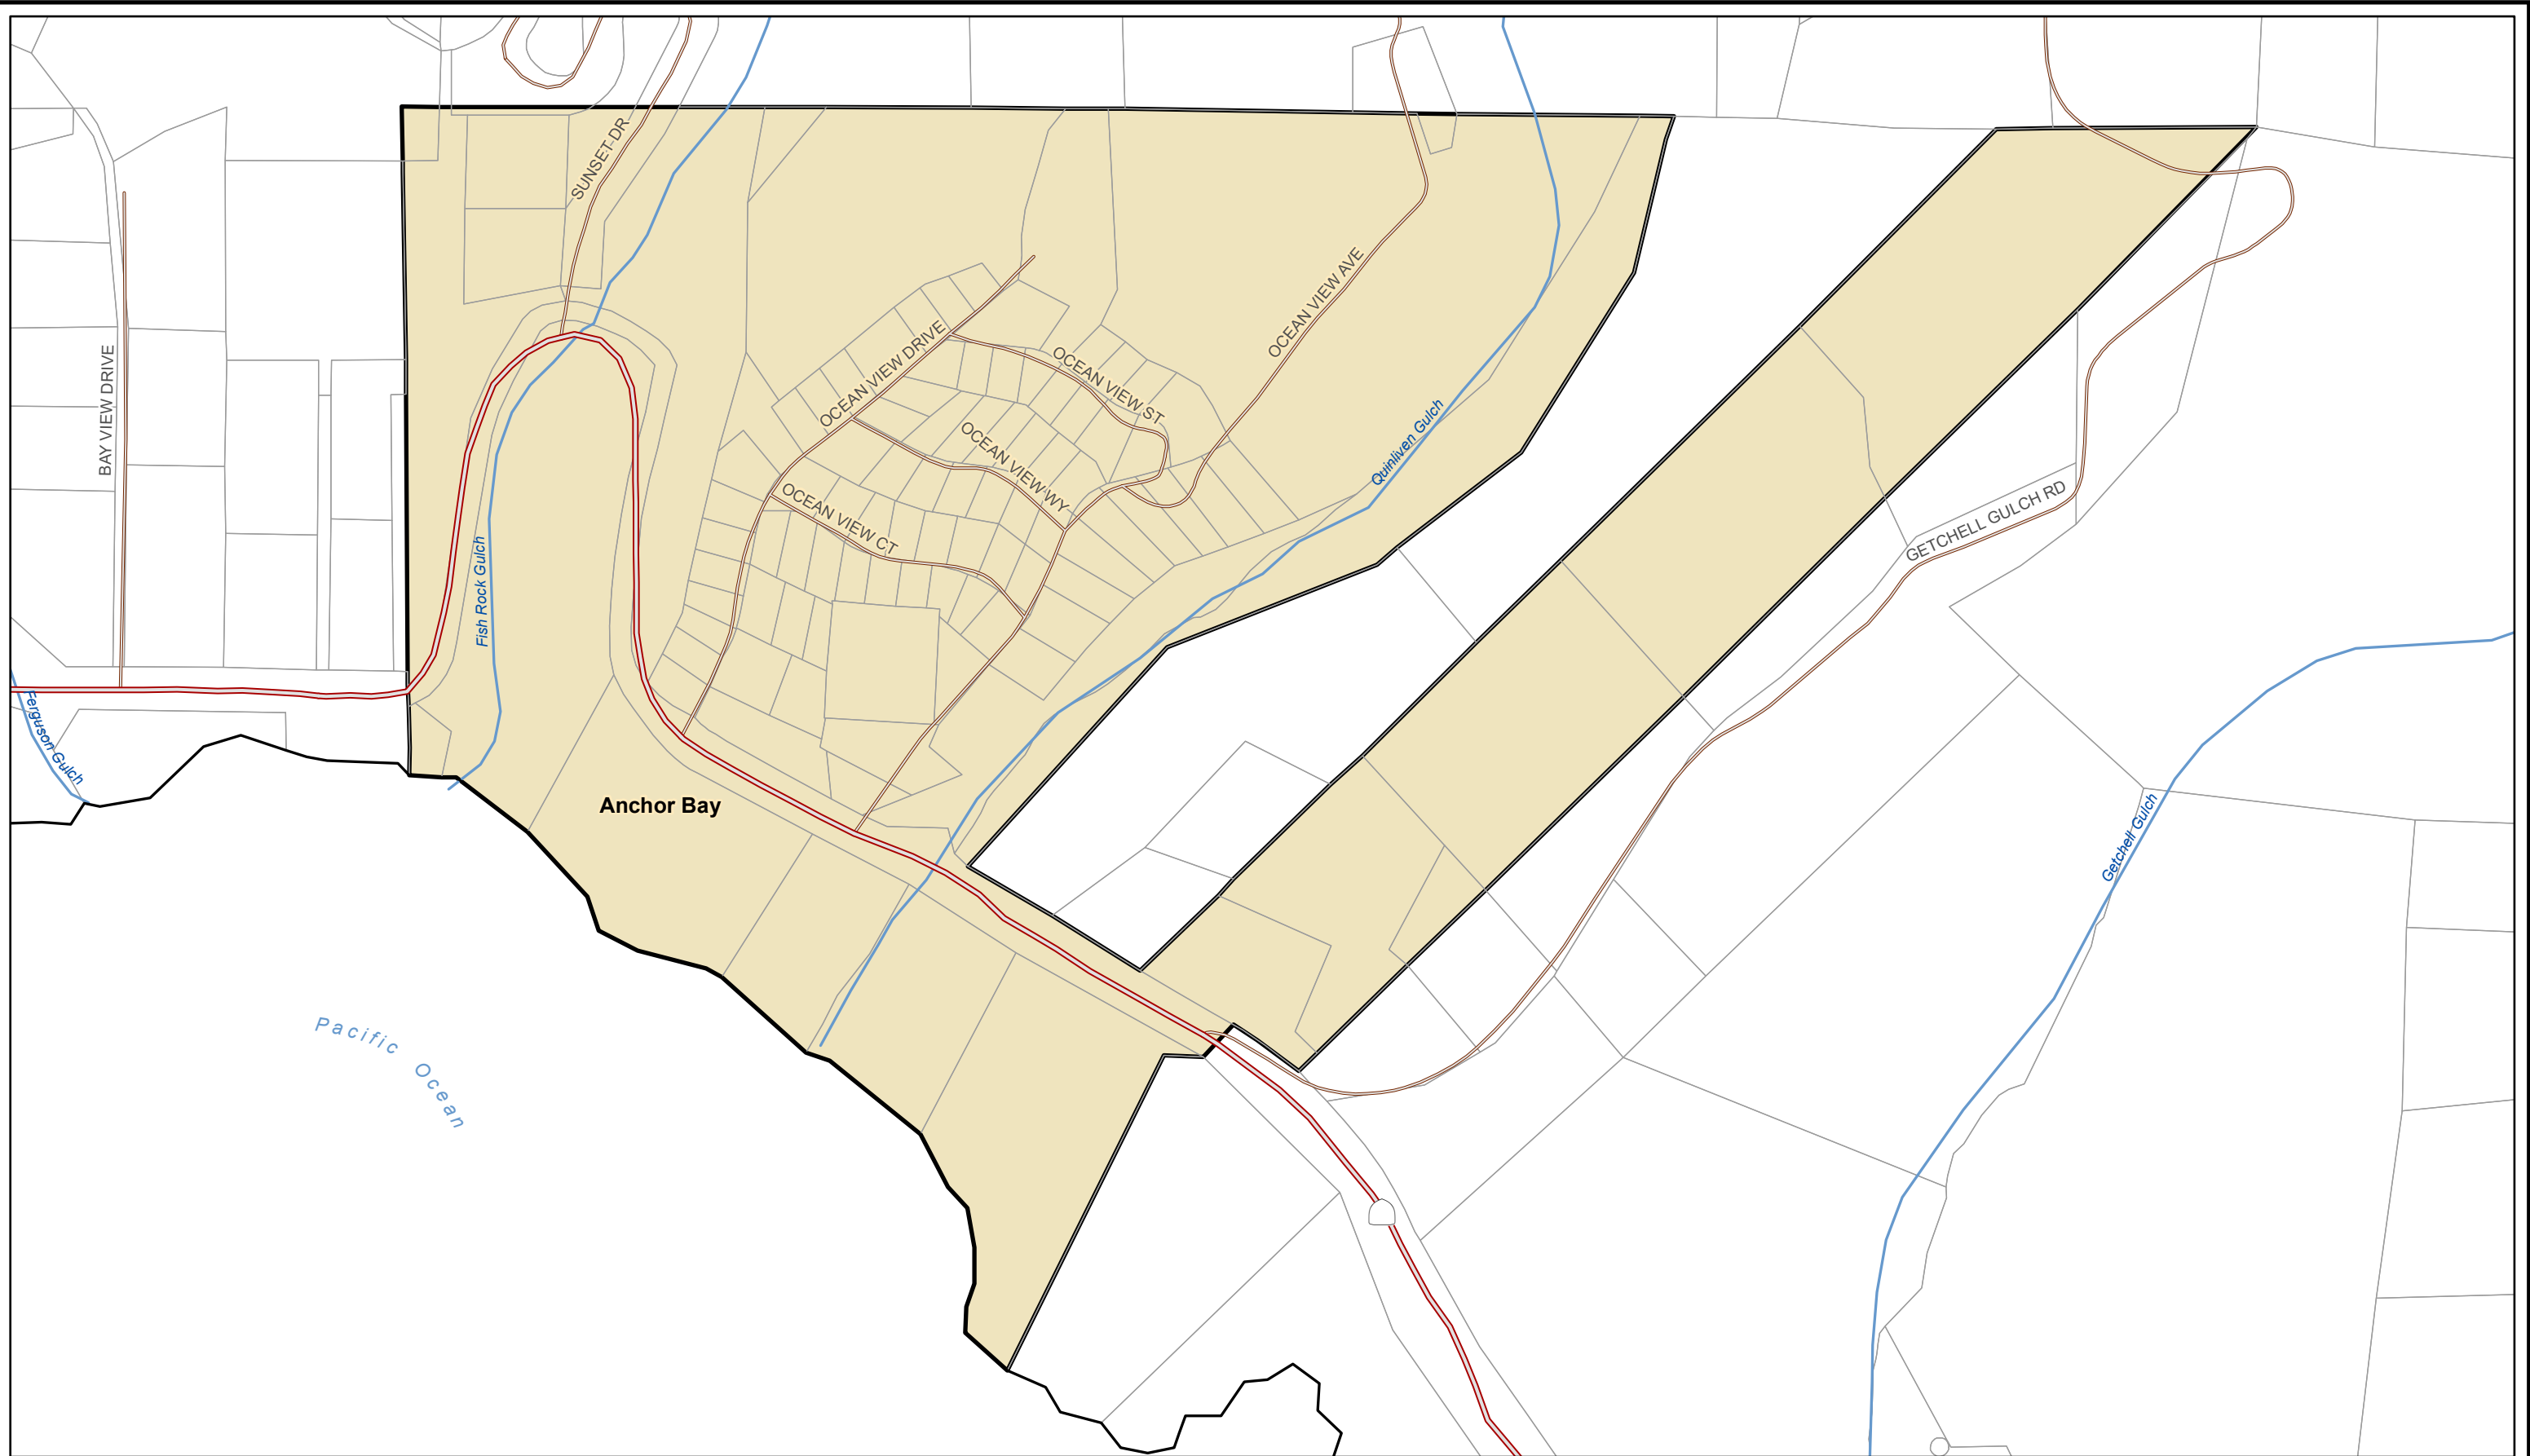 SUNSET DR
BAY VIEW DRIVE
OCEAN VIEW DRIVE
OCEAN VIEW ST
OCEAN VIEW AVE
OCEAN VIEW WY
OCEAN VIEW CT
Quinliven Gulch
GETCHELL GULCH RD
Fish Rock Gulch
Ferguson Gulch
Anchor Bay
Getchell Gulch
Pacific Ocean